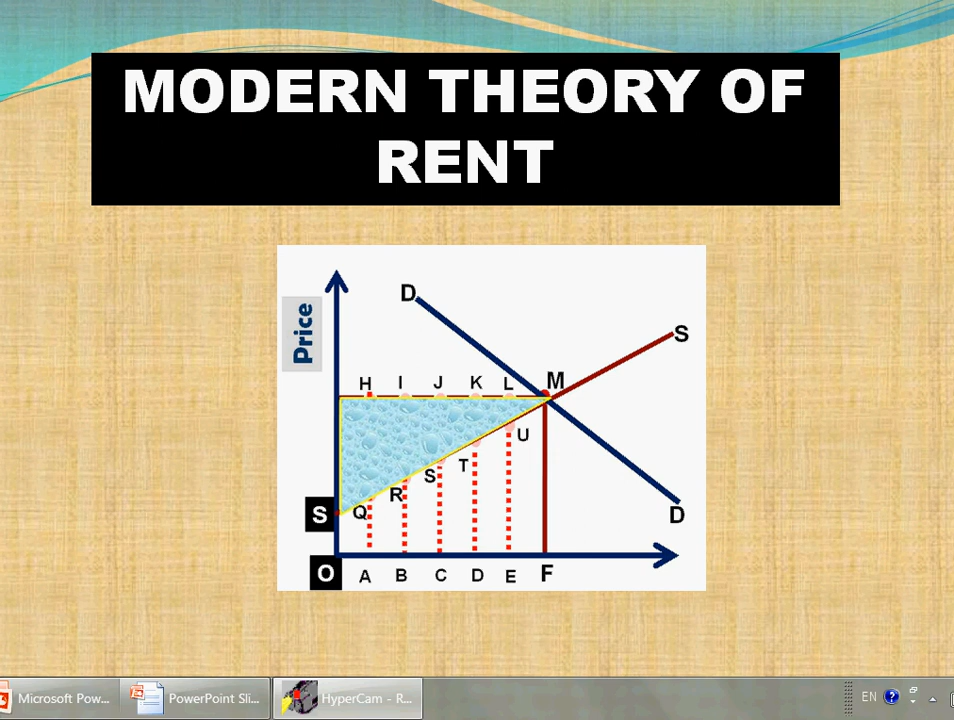 MODERN THEORY OF
RENT
D
Price
S
H I J K L M
U
T
S
R
S Q D
O A B C D E F
Microsoft Pow... PowerPoint Sli... HyperCam - R... EN ?